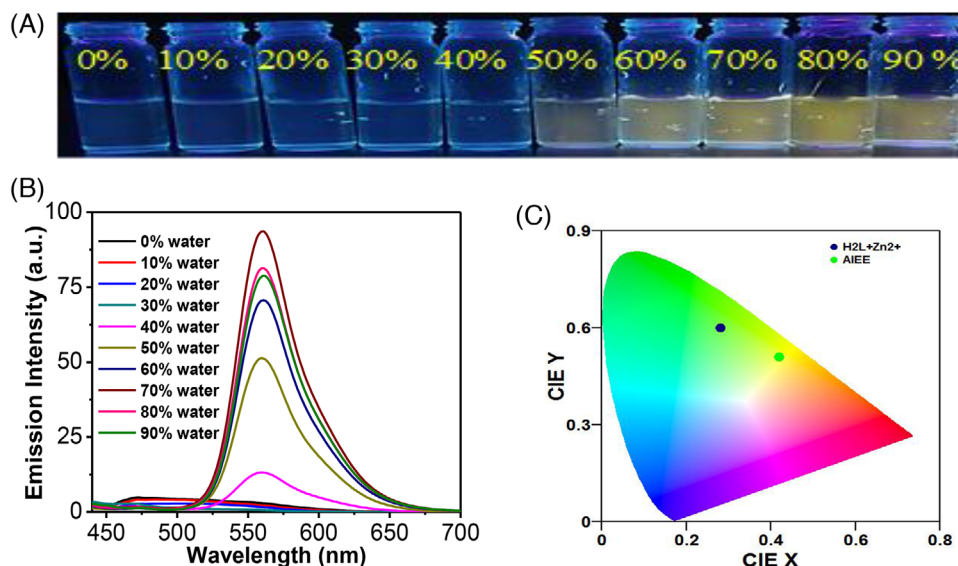 (A)
0% 10% 20% 30% 40% 50% 60% 70% 80% 90 %
(B)
Emission Intensity (a.u.)
100
75
50
25
0
0% water
10% water
20% water
30% water
40% water
50% water
60% water
70% water
80% water
90% water
450 500 550 600 650 700
Wavelength (nm)
(C)
CIE Y
0.9
0.6
0.3
0
H2L+Zn2+
AIEE
0 0.2 0.4 0.6 0.8
CIE X